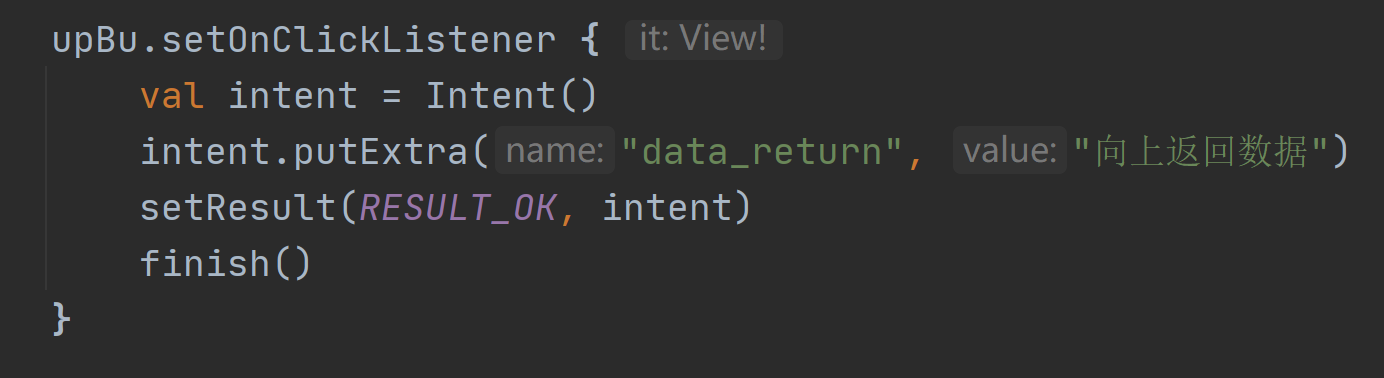 upBu.setOnClickListener { it: View!
val intent = Intent()
intent.putExtra( name: "data_return", value: "向上返回数据")
setResult(RESULT_OK, intent)
finish()
}